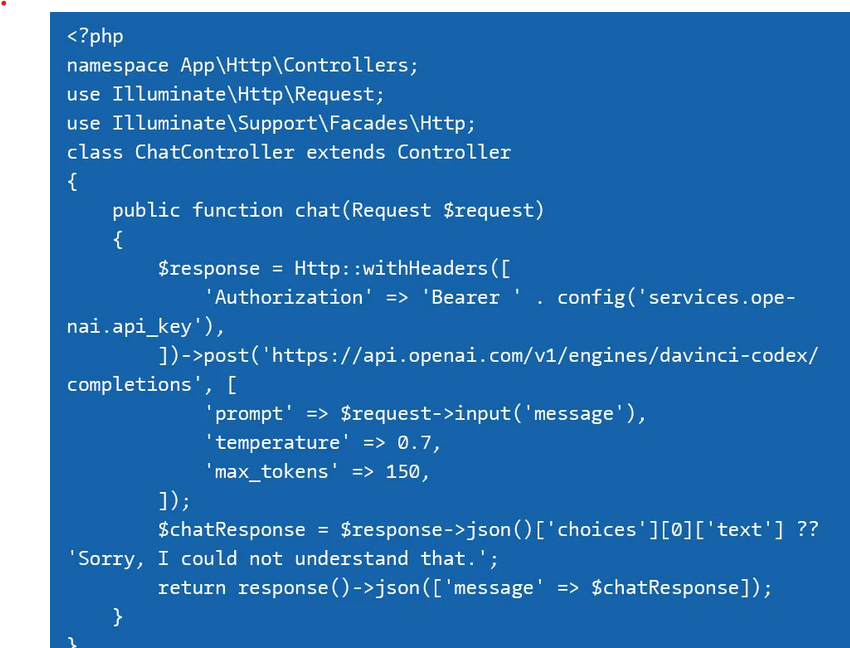 <?php
namespace App\Http\Controllers;
use Illuminate\Http\Request;
use Illuminate\Support\Facades\Http;
class ChatController extends Controller
{
    public function chat(Request $request)
    {
        $response = Http::withHeaders([
            'Authorization' => 'Bearer ' . config('services.ope-
nai.api_key'),
        ])->post('https://api.openai.com/v1/engines/davinci-codex/
completions', [
            'prompt' => $request->input('message'),
            'temperature' => 0.7,
            'max_tokens' => 150,
        ]);
        $chatResponse = $response->json()['choices'][0]['text'] ??
'Sorry, I could not understand that.';
        return response()->json(['message' => $chatResponse]);
    }
}